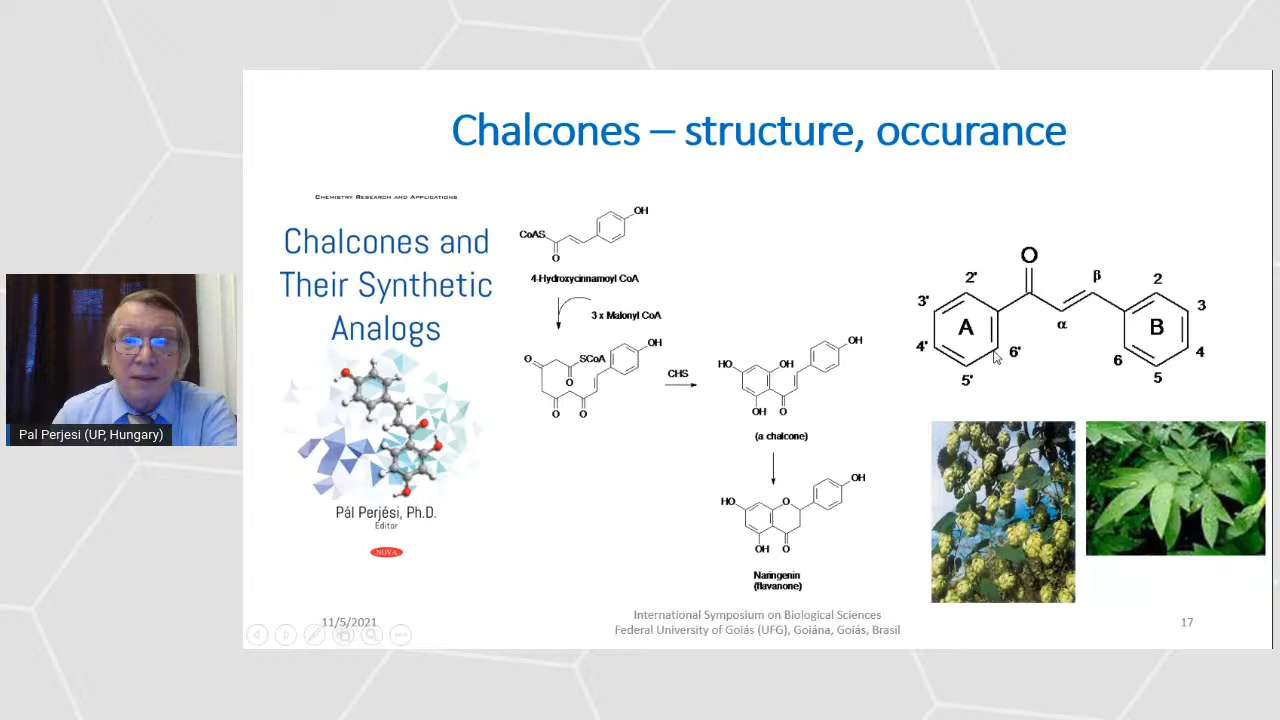 Chalcones – structure, occurance
Chemistry Research and Applications
Chalcones and
Their Synthetic
Analogs
Pál Perjési, Ph.D.
Editor
NOVA
OH
CoAS
O
4-Hydroxycinnamoyl CoA
3 x Malonyl CoA
OH
O
SCoA
O
O
O
CHS
OH
HO
OH
OH
O
(a chalcone)
OH
HO
O
OH
O
Naringenin
(flavanone)
O
2'
β
2
3'
3
A
B
α
4'
6'
6
4
5'
5
Pal Perjesi (UP, Hungary)
11/5/2021
International Symposium on Biological Sciences
Federal University of Goiás (UFG), Goiána, Goiás, Brasil
17